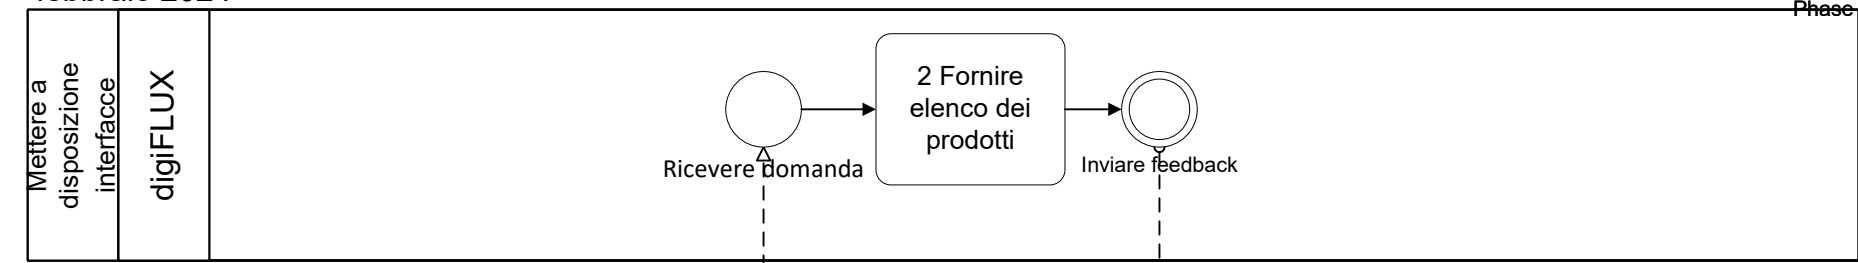 Phase
Mettere a
disposizione
interfacce
digiFLUX
2 Fornire
elenco dei
prodotti
Ricevere domanda
Inviare feedback